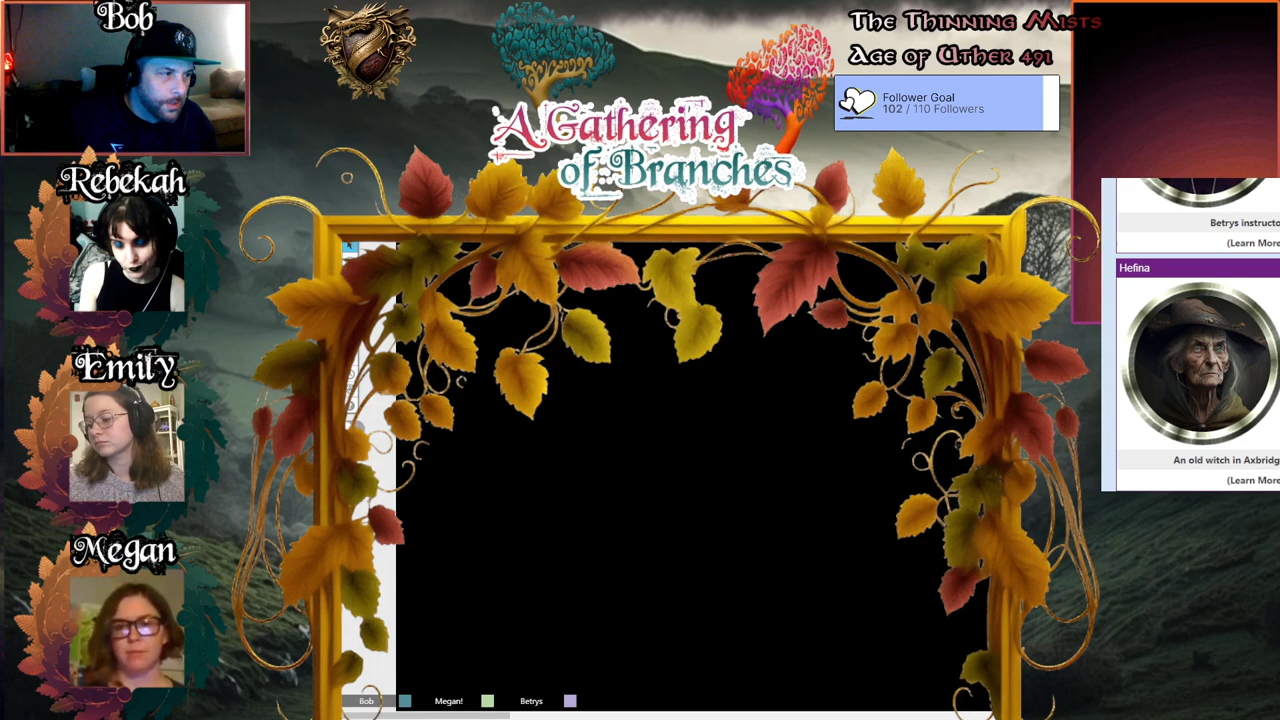 Bob
The Thinning Mists
Age of Uther 491
Follower Goal
102 / 110 Followers
A Gathering
of Branches
Rebekah
Emily
Megan
Betrys instructo
(Learn More
Hefina
An old witch in Axbridg
(Learn More
Bob
Megan!
Betrys